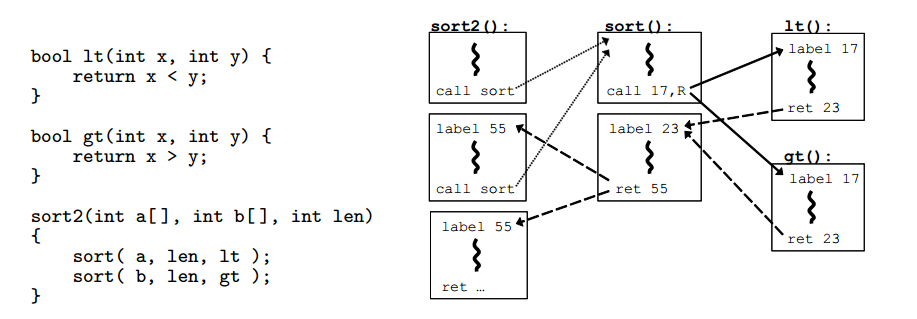 bool lt(int x, int y) {
    return x < y;
}
bool gt(int x, int y) {
    return x > y;
}
sort2(int a[], int b[], int len)
{
    sort( a, len, lt );
    sort( b, len, gt );
}
sort2():
call sort
label 55
call sort
label 55
ret …
sort():
call 17,R
label 23
ret 55
lt():
label 17
ret 23
gt():
label 17
ret 23